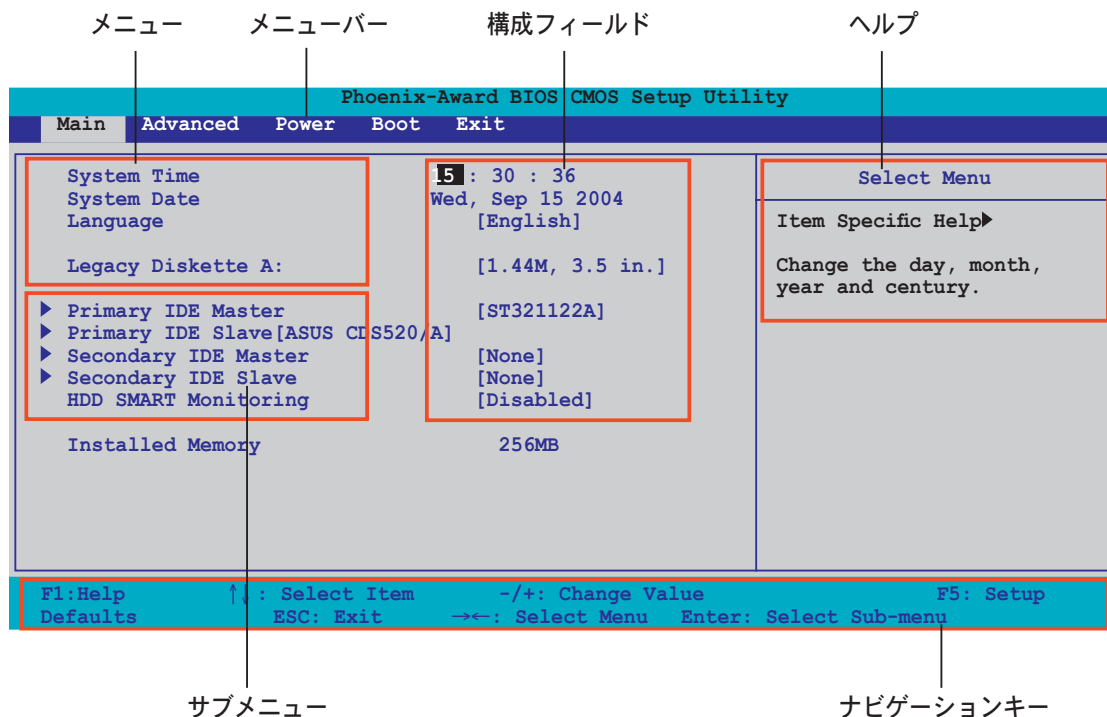 メニュー メニューバー 構成フィールド ヘルプ
Phoenix-Award BIOS CMOS Setup Utility
Main Advanced Power Boot Exit
System Time 15 : 30 : 36
System Date Wed, Sep 15 2004
Language [English]
Legacy Diskette A: [1.44M, 3.5 in.]
Primary IDE Master [ST321122A]
Primary IDE Slave[ASUS CDS520/A]
Secondary IDE Master [None]
Secondary IDE Slave [None]
HDD SMART Monitoring [Disabled]
Installed Memory 256MB
Select Menu
Item Specific Help▶
Change the day, month,
year and century.
F1:Help ↑↓: Select Item -/+: Change Value F5: Setup
Defaults ESC: Exit →←: Select Menu Enter: Select Sub-menu
サブメニュー ナビゲーションキー